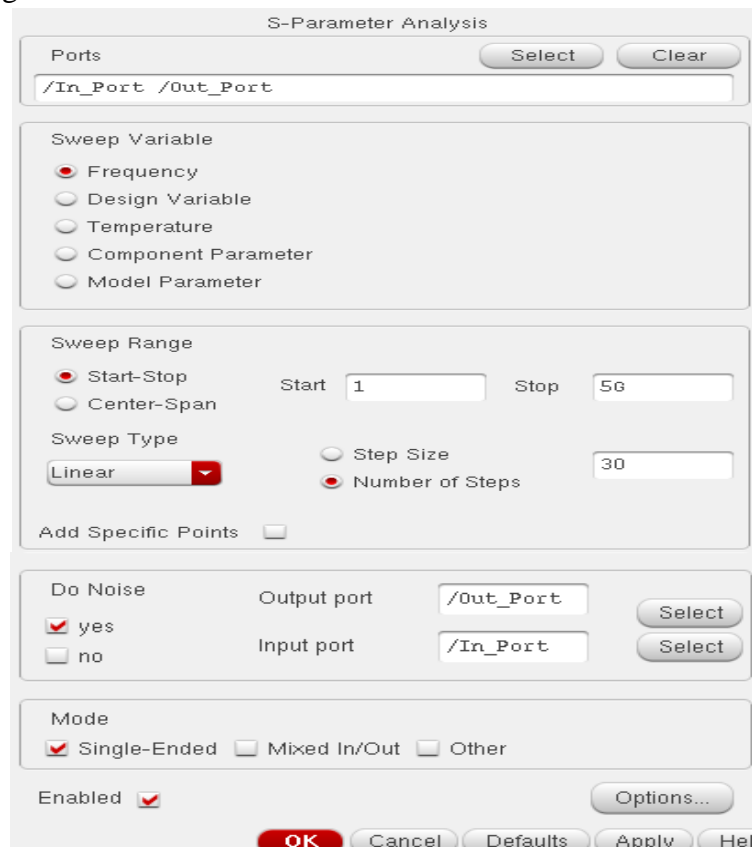 S-Parameter Analysis
Ports Select Clear
/In_Port /Out_Port
Sweep Variable
Frequency
Design Variable
Temperature
Component Parameter
Model Parameter
Sweep Range
Start-Stop
Center-Span
Start 1 Stop 5G
Sweep Type
Linear
Step Size
Number of Steps
30
Add Specific Points
Do Noise
yes
no
Output port /Out_Port Select
Input port /In_Port Select
Mode
Single-Ended Mixed In/Out Other
Enabled Options...
OK Cancel Defaults Apply Hel